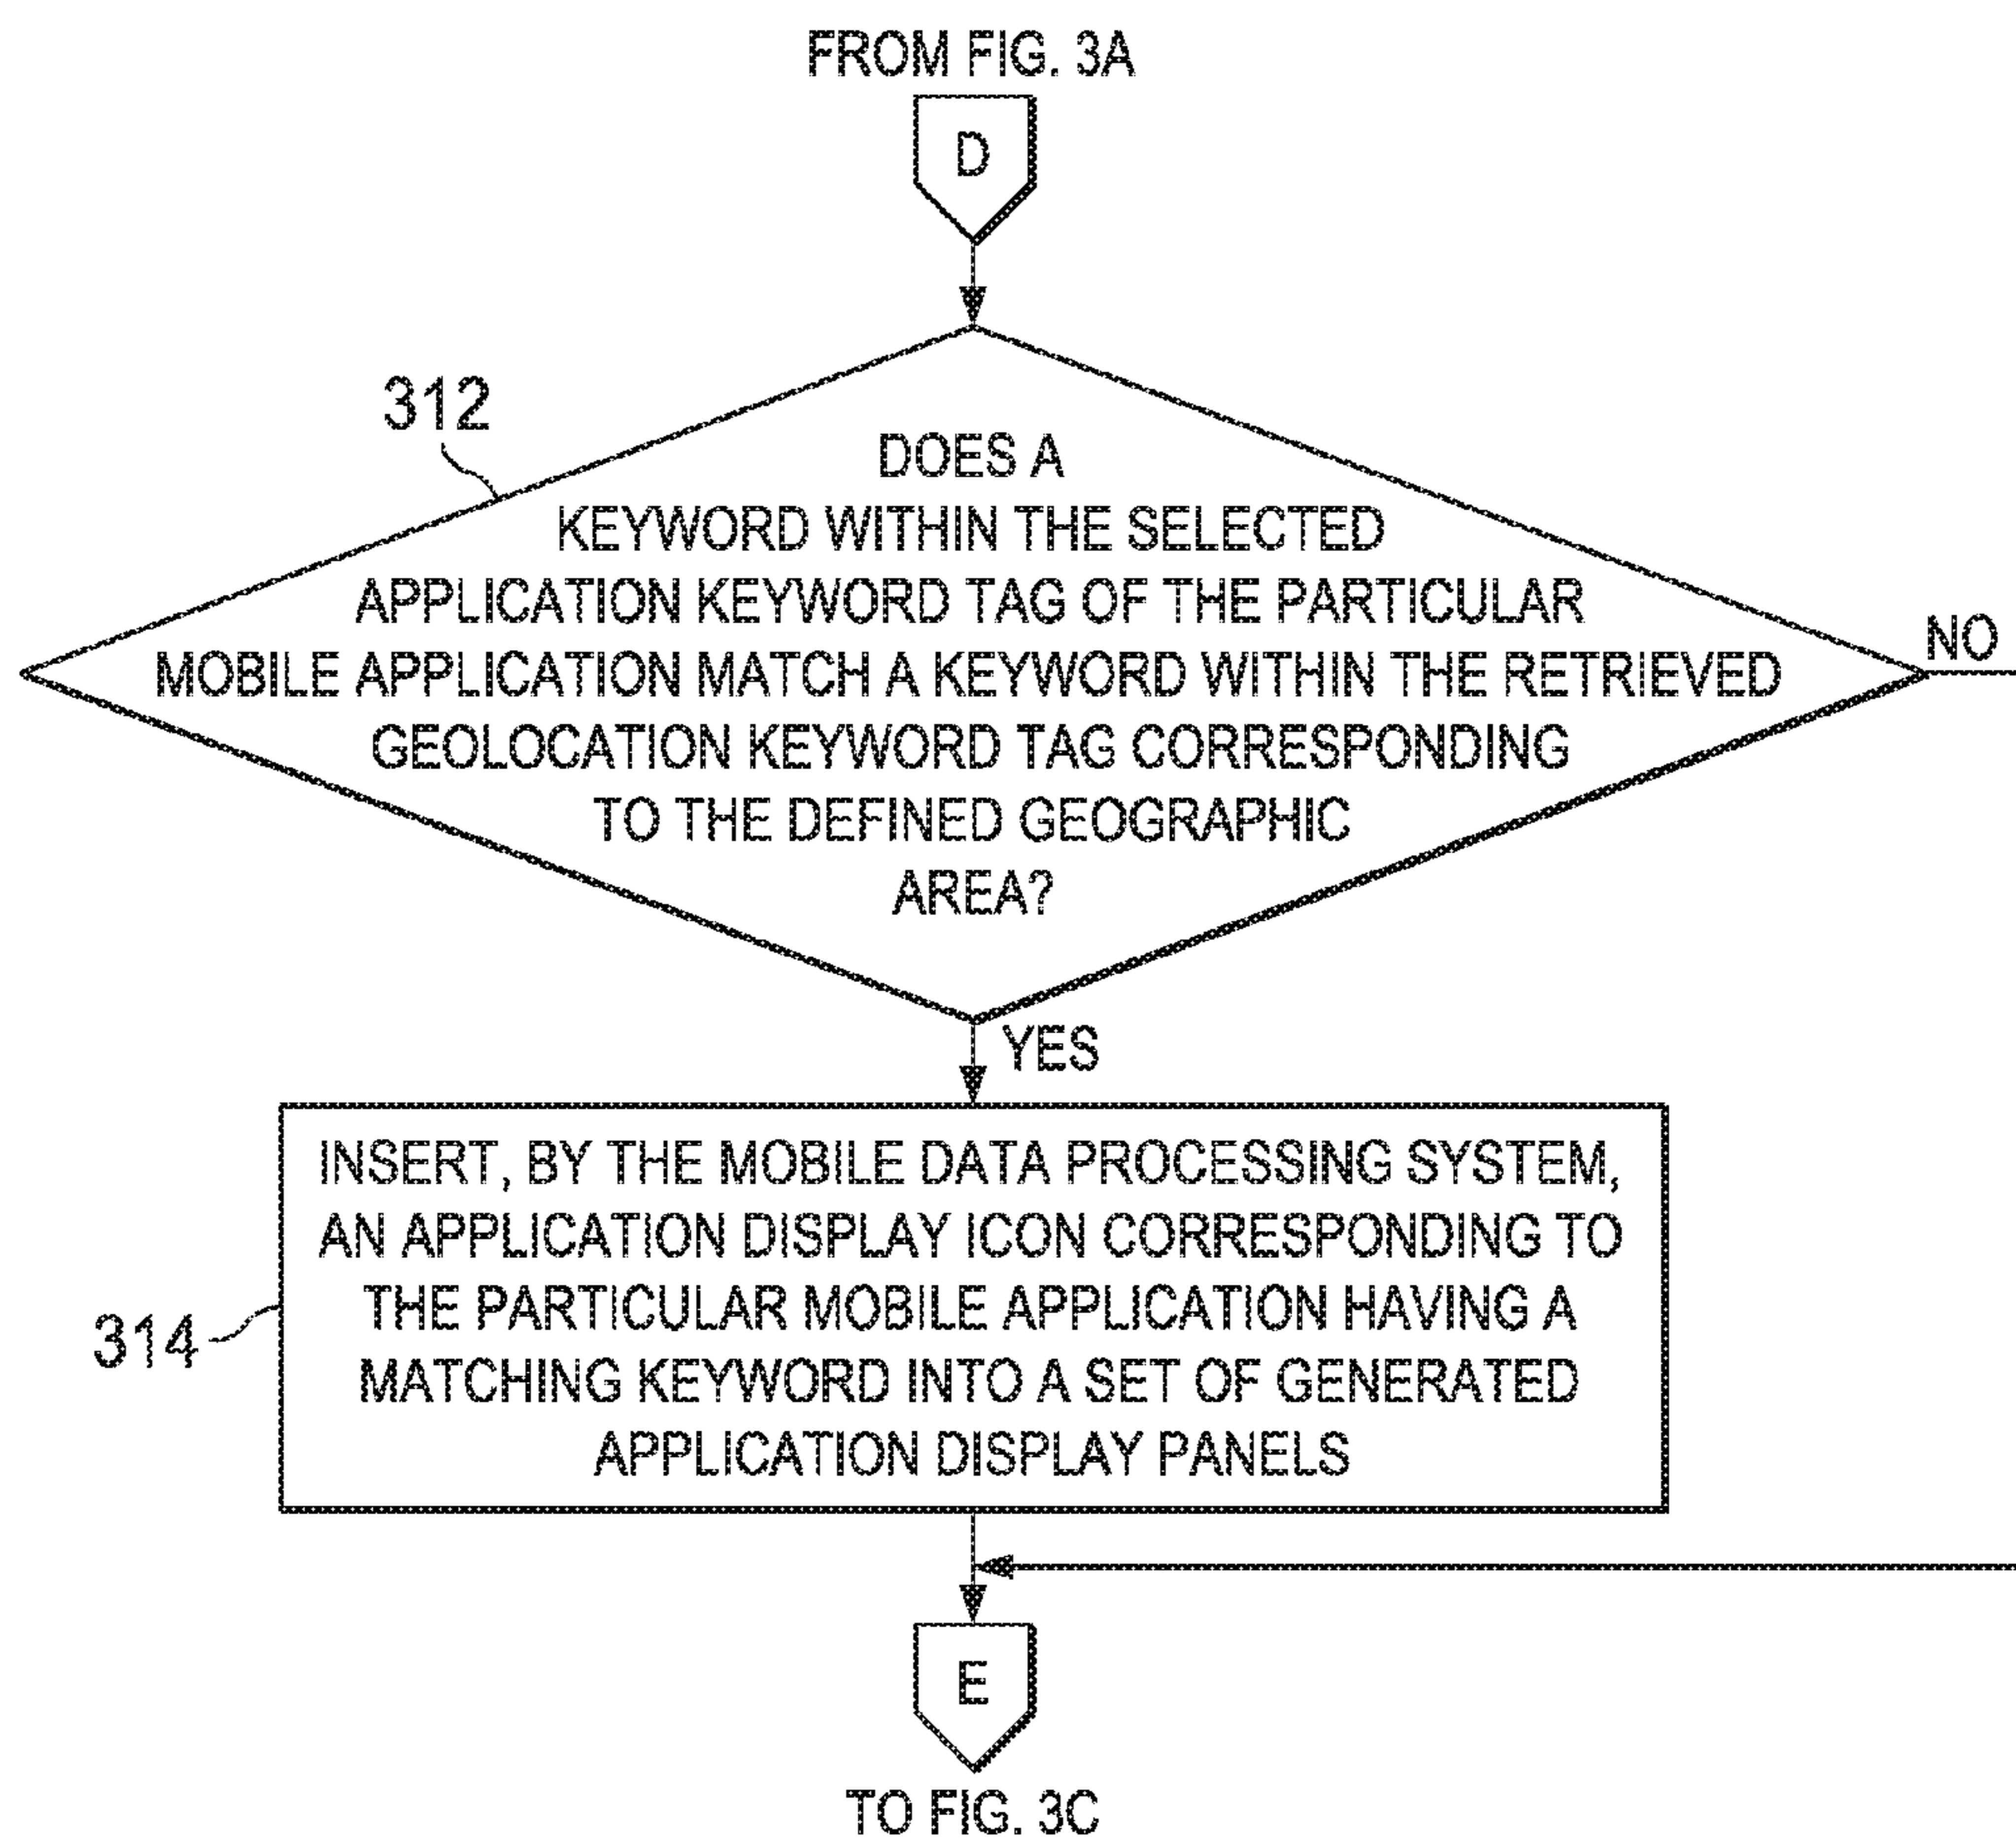 FROM FIG. 3A
D
312
DOES A
KEYWORD WITHIN THE SELECTED
APPLICATION KEYWORD TAG OF THE PARTICULAR
MOBILE APPLICATION MATCH A KEYWORD WITHIN THE RETRIEVED
GEOLOCATION KEYWORD TAG CORRESPONDING
TO THE DEFINED GEOGRAPHIC
AREA?
NO
YES
INSERT, BY THE MOBILE DATA PROCESSING SYSTEM,
AN APPLICATION DISPLAY ICON CORRESPONDING TO
THE PARTICULAR MOBILE APPLICATION HAVING A
MATCHING KEYWORD INTO A SET OF GENERATED
APPLICATION DISPLAY PANELS
314
E
TO FIG. 3C